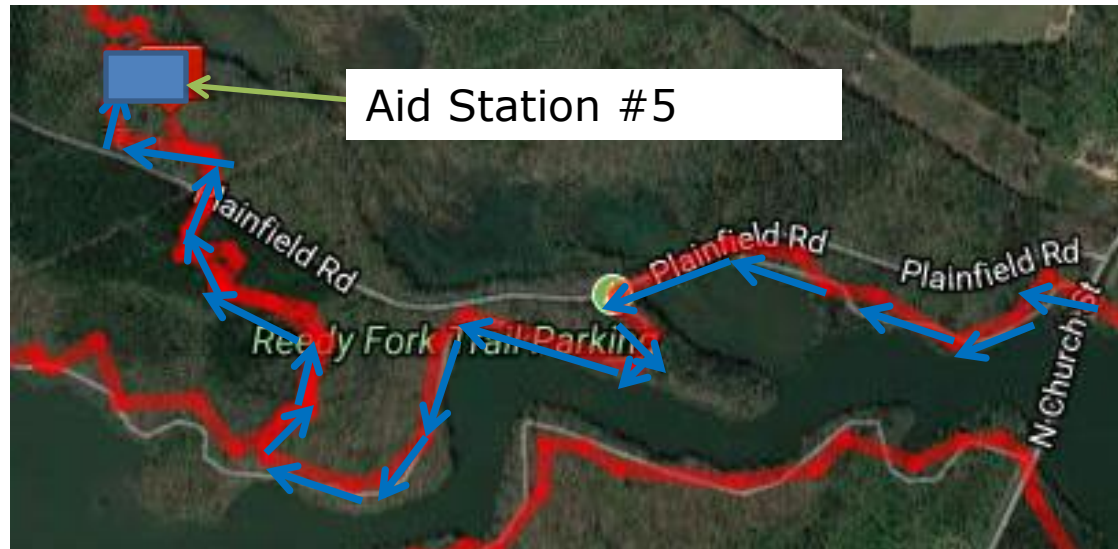 Aid Station #5
Plainfield Rd
Plainfield Rd
Plainfield Rd
Reedy Fork Trail Parking
N Church St